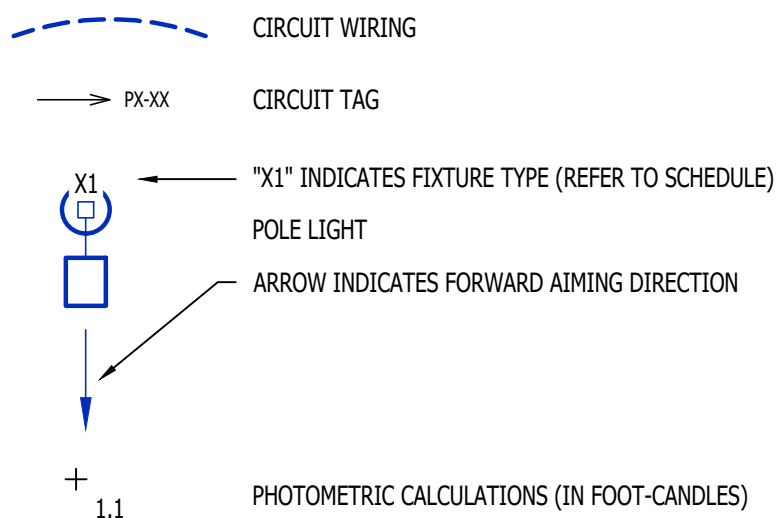 CIRCUIT WIRING
PX-XX CIRCUIT TAG
X1 "X1" INDICATES FIXTURE TYPE (REFER TO SCHEDULE)
POLE LIGHT
ARROW INDICATES FORWARD AIMING DIRECTION
1.1 PHOTOMETRIC CALCULATIONS (IN FOOT-CANDLES)